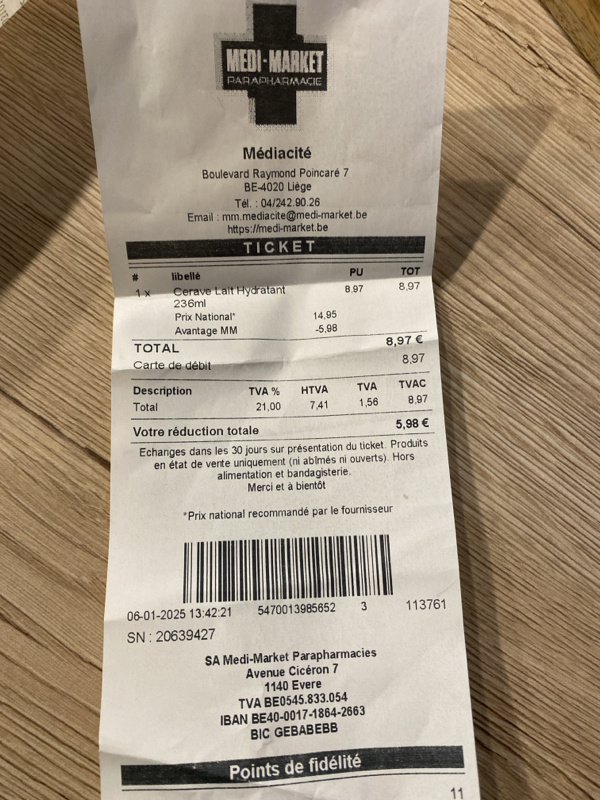 MEDI-MARKET
PARAPHARMACIE
Médiacité
Boulevard Raymond Poincaré 7
BE-4020 Liège
Tél. : 04/242.90.26
Email : mm.mediacite@medi-market.be
https://medi-market.be
TICKET
# libellé PU TOT
1 x Cerave Lait Hydratant 8,97 8,97
236ml
Prix National* 14,95
Avantage MM -5,98
TOTAL 8,97 €
Carte de débit 8,97
Description TVA % HTVA TVA TVAC
Total 21,00 7,41 1,56 8,97
Votre réduction totale 5,98 €
Echanges dans les 30 jours sur présentation du ticket. Produits
en état de vente uniquement (ni abîmés ni ouverts). Hors
alimentation et bandagisterie.
Merci et à bientôt
*Prix national recommandé par le fournisseur
06-01-2025 13:42:21 5470013985652 3 113761
SN : 20639427
SA Medi-Market Parapharmacies
Avenue Cicéron 7
1140 Evere
TVA BE0545.833.054
IBAN BE40-0017-1864-2663
BIC GEBABEBB
Points de fidélité
11